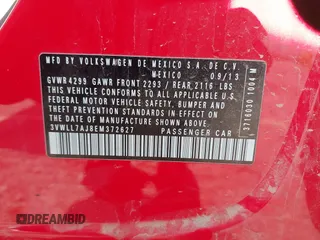 MFD BY VOLKSWAGEN DE MEXICO S.A. DE C.V.
MEXICO 09/13
GVWR 4299 GAWR FRONT 2293 / REAR 2116 LBS
THIS VEHICLE CONFORMS TO ALL APPLICABLE
FEDERAL MOTOR VEHICLE SAFETY, BUMPER AND
THEFT PREVENTION STANDARDS IN EFFECT ON THE
DATE OF MANUFACTURE SHOWN ABOVE.
3VWLL7AJ8EM372627 PASSENGER CAR
3716030 1004 M
DREAMBID